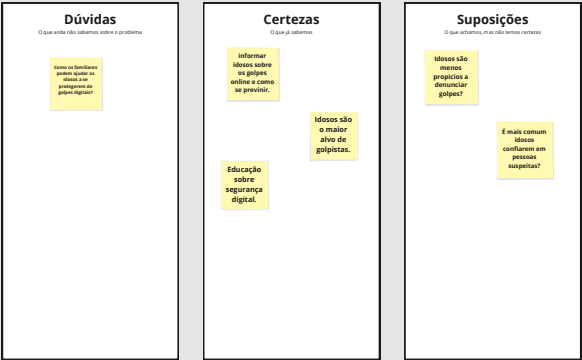 Dúvidas
O que anda não sabemos sobre o problema
Como os familiares
podem ajudar os
idosos a se
protegerem de
golpes digitais?
Certezas
O que já sabemos
informar
idosos sobre
os golpes
online e como
se previnir.
Idosos são
o maior
alvo de
golpistas.
Educação
sobre
segurança
digital.
Suposições
O que achamos, mas não temos certezas
Idosos são
menos
propicios a
denunciar
golpes?
É mais comum
idosos
confiarem em
pessoas
suspeitas?